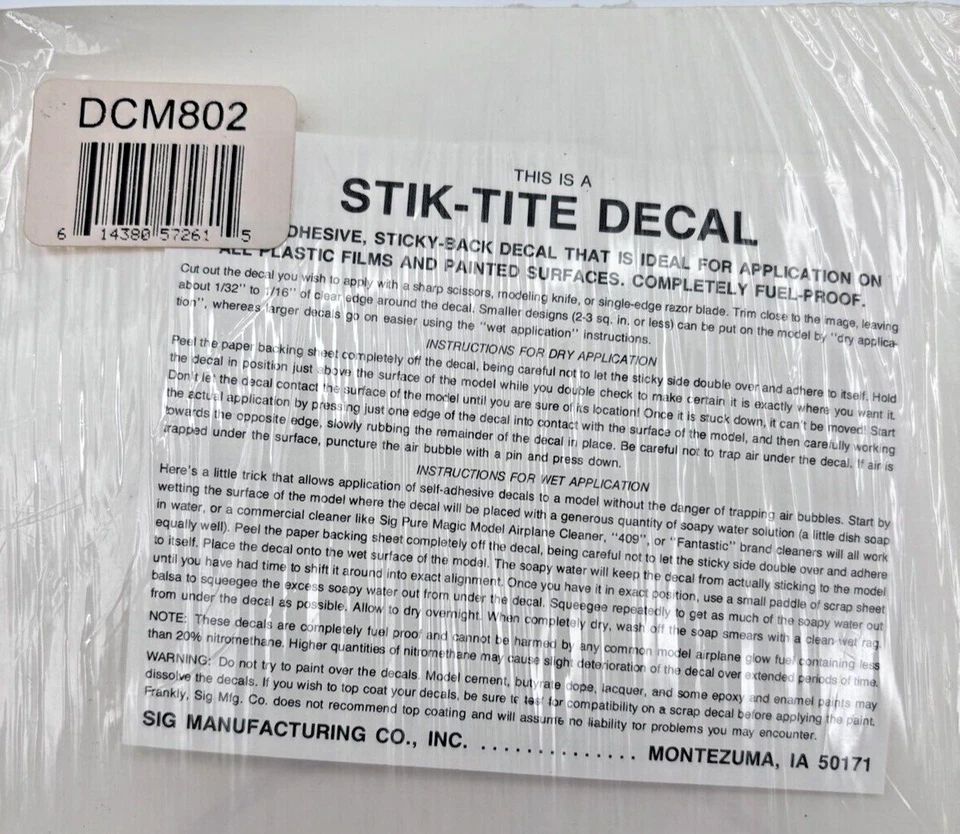 DCM802
6 14380 57261 5
THIS IS A
STIK-TITE DECAL
DHESIVE, STICKY-BACK DECAL THAT IS IDEAL FOR APPLICATION ON
ALL PLASTIC FILMS AND PAINTED SURFACES. COMPLETELY FUEL-PROOF.
Cut out the decal you wish to apply with a sharp scissors, modeling knife, or single-edge razor blade. Trim close to the image, leaving
about 1/32" to 1/16" of clear edge around the decal. Smaller designs (2-3 sq. in. or less) can be put on the model by "dry applica-
tion", whereas larger decals go on easier using the "wet application" instructions.
INSTRUCTIONS FOR DRY APPLICATION
Peel the paper backing sheet completely off the decal, being careful not to let the sticky side double over and adhere to itself. Hold
the decal in position just above the surface of the model while you double check to make certain it is exactly where you want it.
Don't let the decal contact the surface of the model until you are sure of its location! Once it is stuck down, it can't be moved! Start
the actual application by pressing just one edge of the decal into contact with the surface of the model, and then carefully working
towards the opposite edge, slowly rubbing the remainder of the decal in place. Be careful not to trap air under the decal. If air is
trapped under the surface, puncture the air bubble with a pin and press down.
INSTRUCTIONS FOR WET APPLICATION
Here's a little trick that allows application of self-adhesive decals to a model without the danger of trapping air bubbles. Start by
wetting the surface of the model where the decal will be placed with a generous quantity of soapy water solution (a little dish soap
in water, or a commercial cleaner like Sig Pure Magic Model Airplane Cleaner, "409", or "Fantastic" brand cleaners will all work
equally well). Peel the paper backing sheet completely off the decal, being careful not to let the sticky side double over and adhere
to itself. Place the decal onto the wet surface of the model. The soapy water will keep the decal from actually sticking to the model
until you have had time to shift it around into exact alignment. Once you have it in exact position, use a small paddle of scrap sheet
balsa to squeegee the excess soapy water out from under the decal. Squeegee repeatedly to get as much of the soapy water out
from under the decal as possible. Allow to dry overnight. When completely dry, wash off the soap smears with a clean wet rag.
NOTE: These decals are completely fuel proof and cannot be harmed by any common model airplane glow fuel containing less
than 20% nitromethane. Higher quantities of nitromethane may cause slight deterioration of the decal over extended periods of time.
WARNING: Do not try to paint over the decals. Model cement, butyrate dope, lacquer, and some epoxy and enamel paints may
dissolve the decals. If you wish to top coat your decals, be sure to test for compatibility on a scrap decal before applying the paint.
Frankly, Sig Mfg. Co. does not recommend top coating and will assume no liability for problems you may encounter.
SIG MANUFACTURING CO., INC. .............. MONTEZUMA, IA 50171